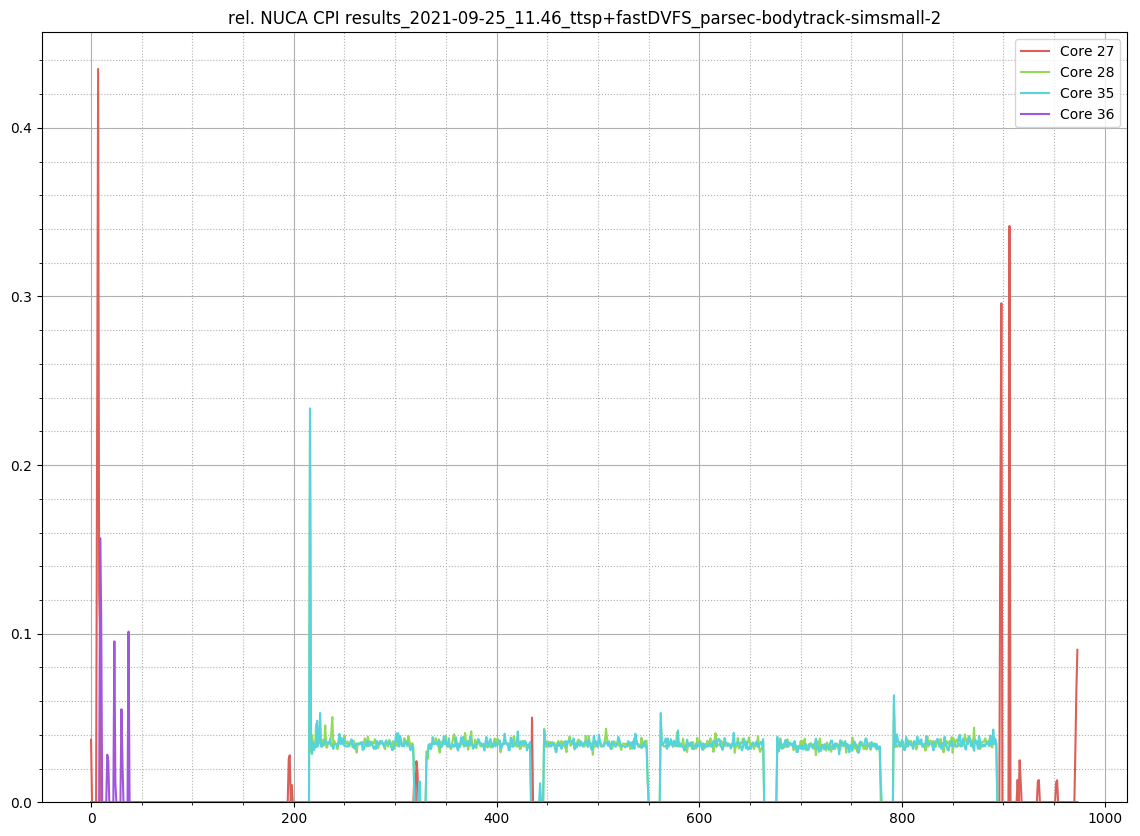 rel. NUCA CPI results_2021-09-25_11.46_ttsp+fastDVFS_parsec-bodytrack-simsmall-2
Core 27
Core 28
Core 35
Core 36
0.4
0.3
0.2
0.1
0.0
0
200
400
600
800
1000